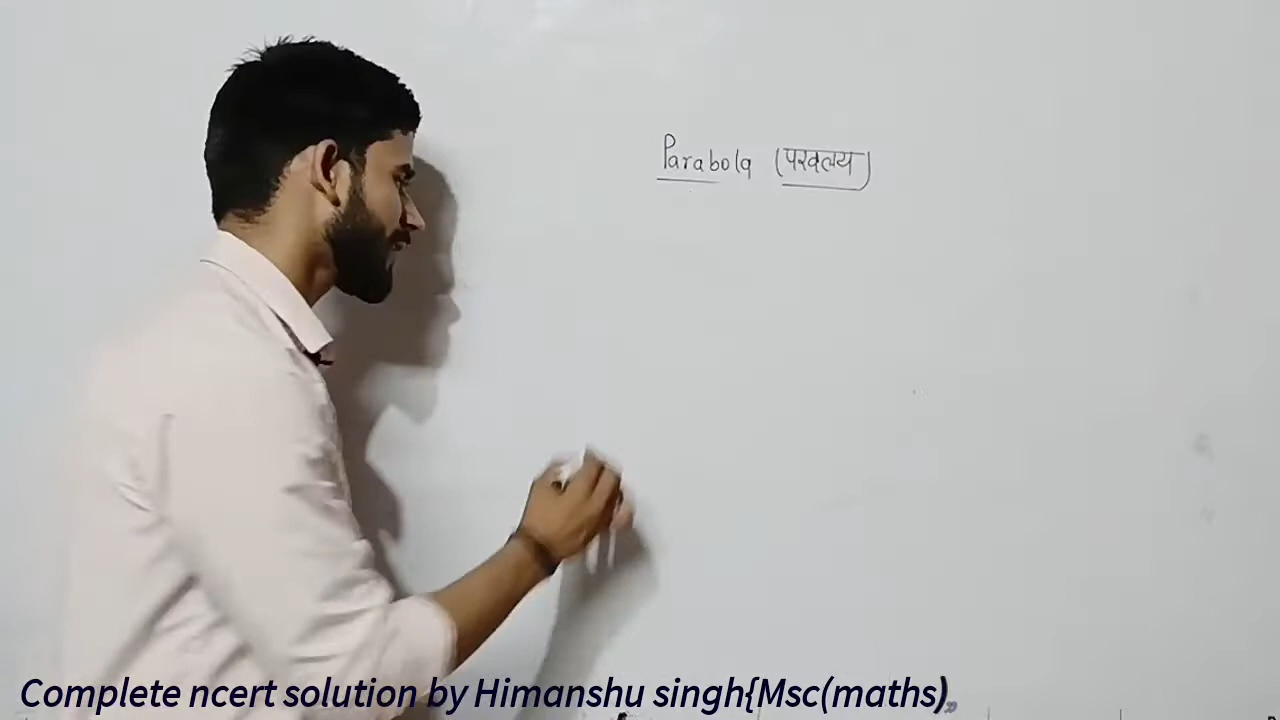 Parabola (परवलय)
Complete ncert solution by Himanshu singh{Msc(maths)